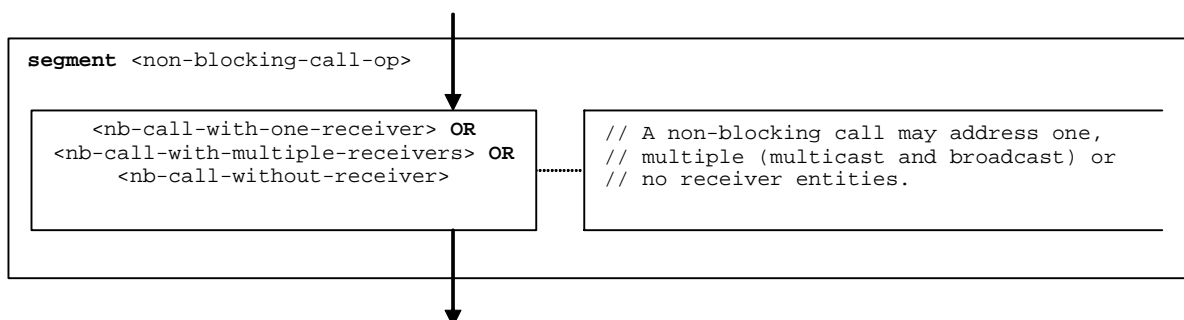 segment <non-blocking-call-op>
<nb-call-with-one-receiver> OR
<nb-call-with-multiple-receivers> OR
<nb-call-without-receiver>
// A non-blocking call may address one,
// multiple (multicast and broadcast) or
// no receiver entities.